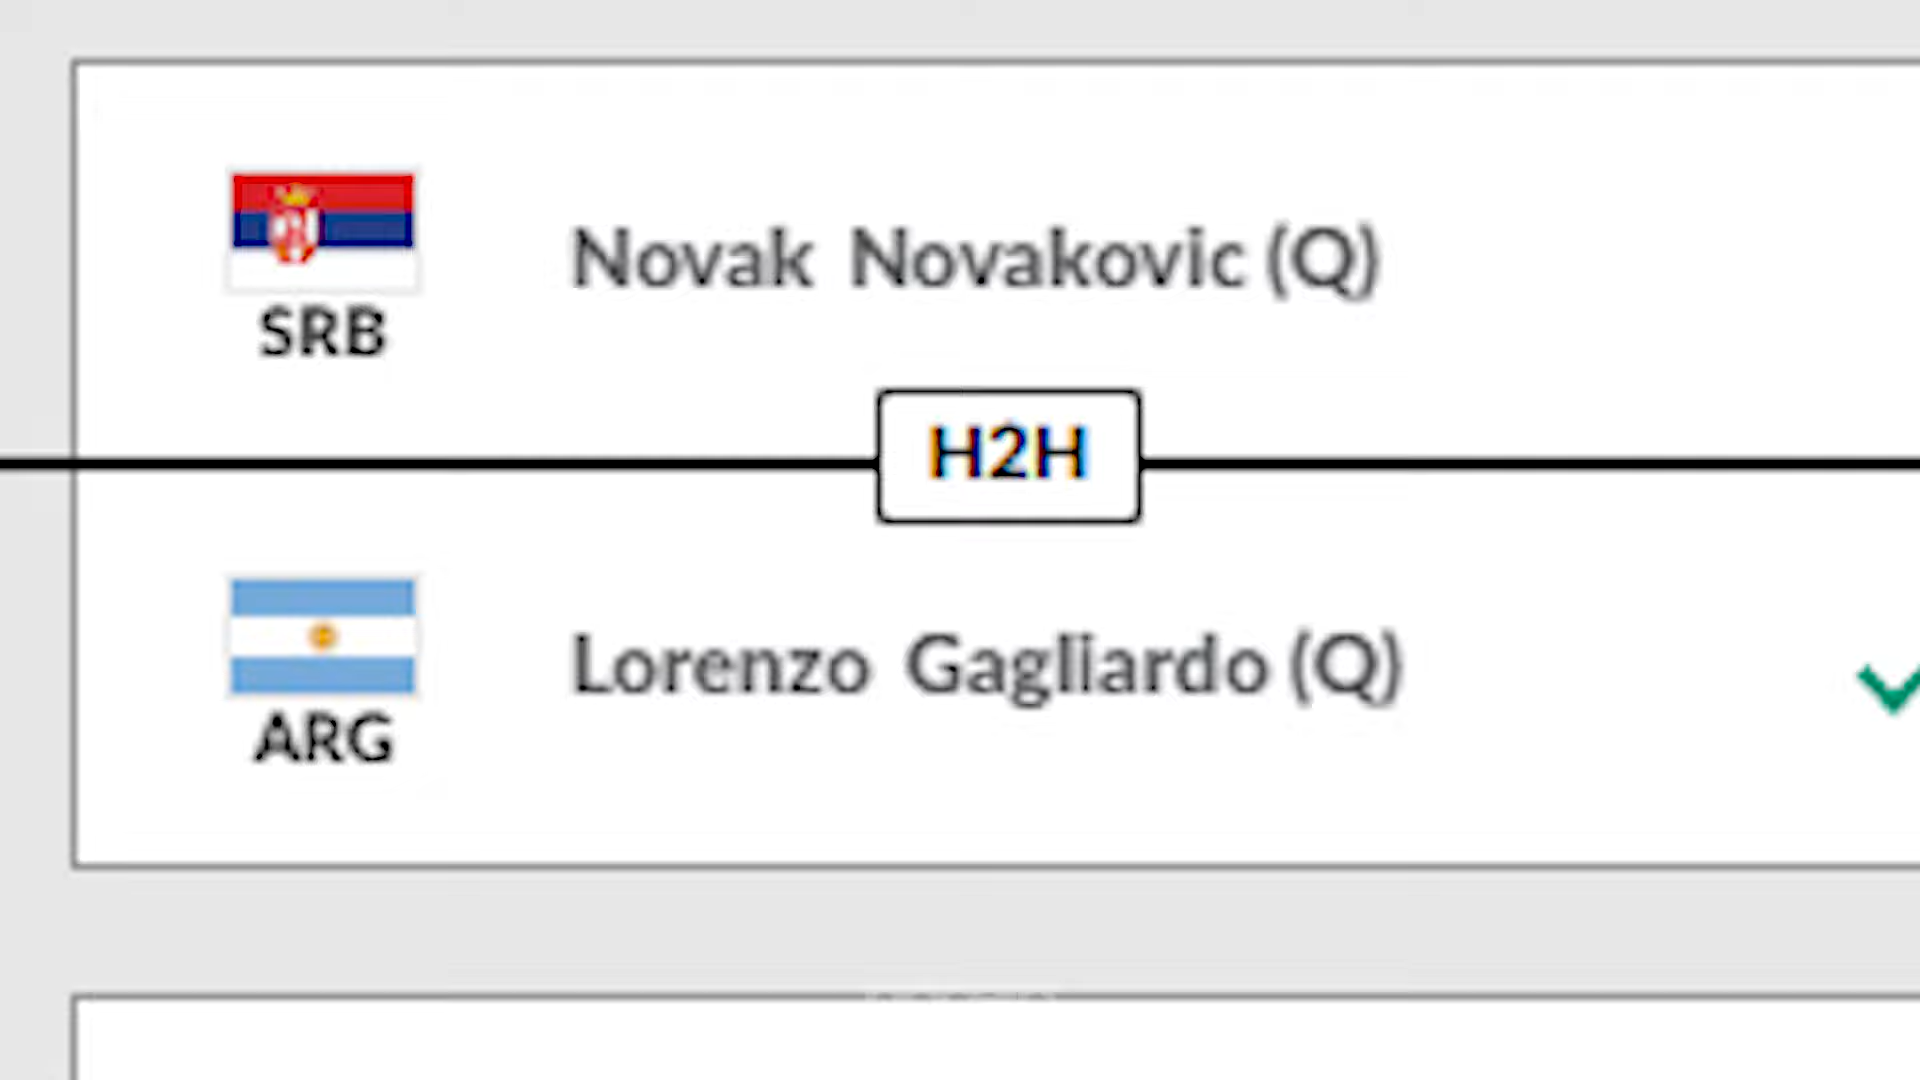 Novak Novakovic (Q)
SRB
H2H
Lorenzo Gagliardo (Q)
ARG